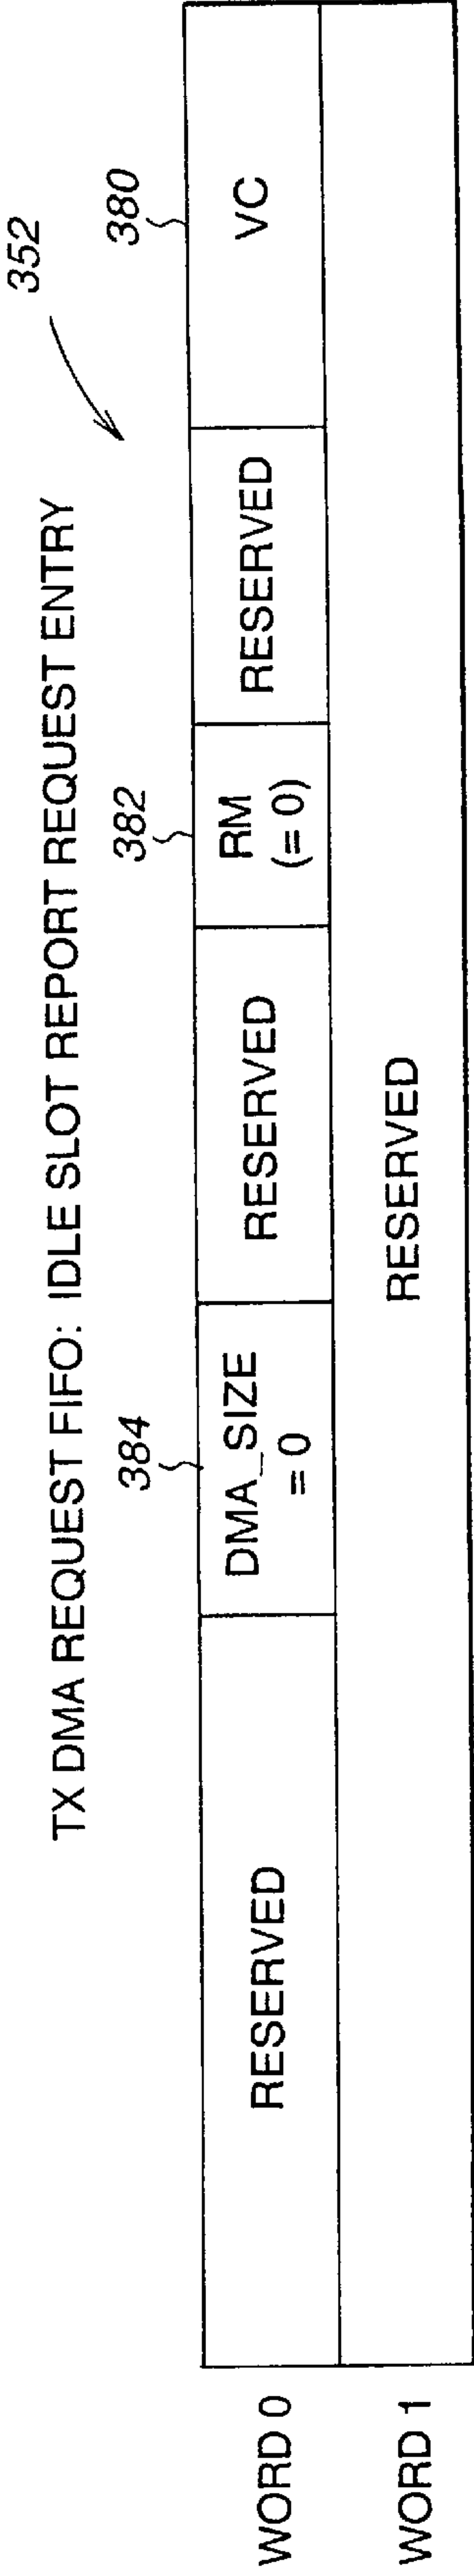 352
TX DMA REQUEST FIFO: IDLE SLOT REPORT REQUEST ENTRY
384 382 380
WORD 0 RESERVED DMA_SIZE = 0 RESERVED RM (= 0) RESERVED VC
WORD 1 RESERVED